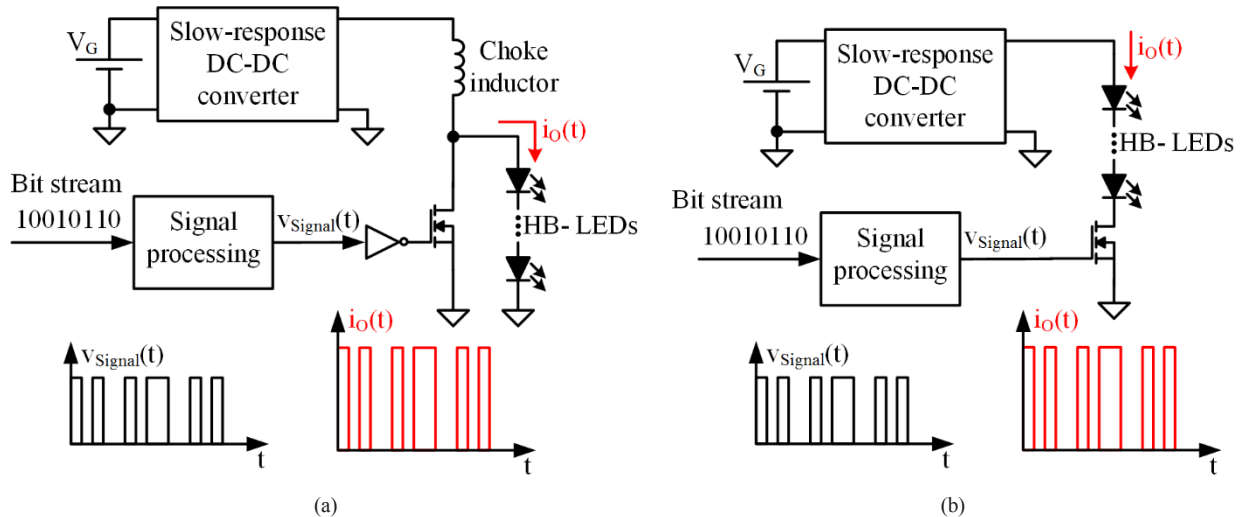 V_G
Slow-response
DC-DC
converter
Choke
inductor
i_O(t)
HB- LEDs
Bit stream
10010110
Signal
processing
v_Signal(t)
v_Signal(t)
t
i_O(t)
t
(a)
V_G
Slow-response
DC-DC
converter
i_O(t)
HB- LEDs
Bit stream
10010110
Signal
processing
v_Signal(t)
v_Signal(t)
t
i_O(t)
t
(b)